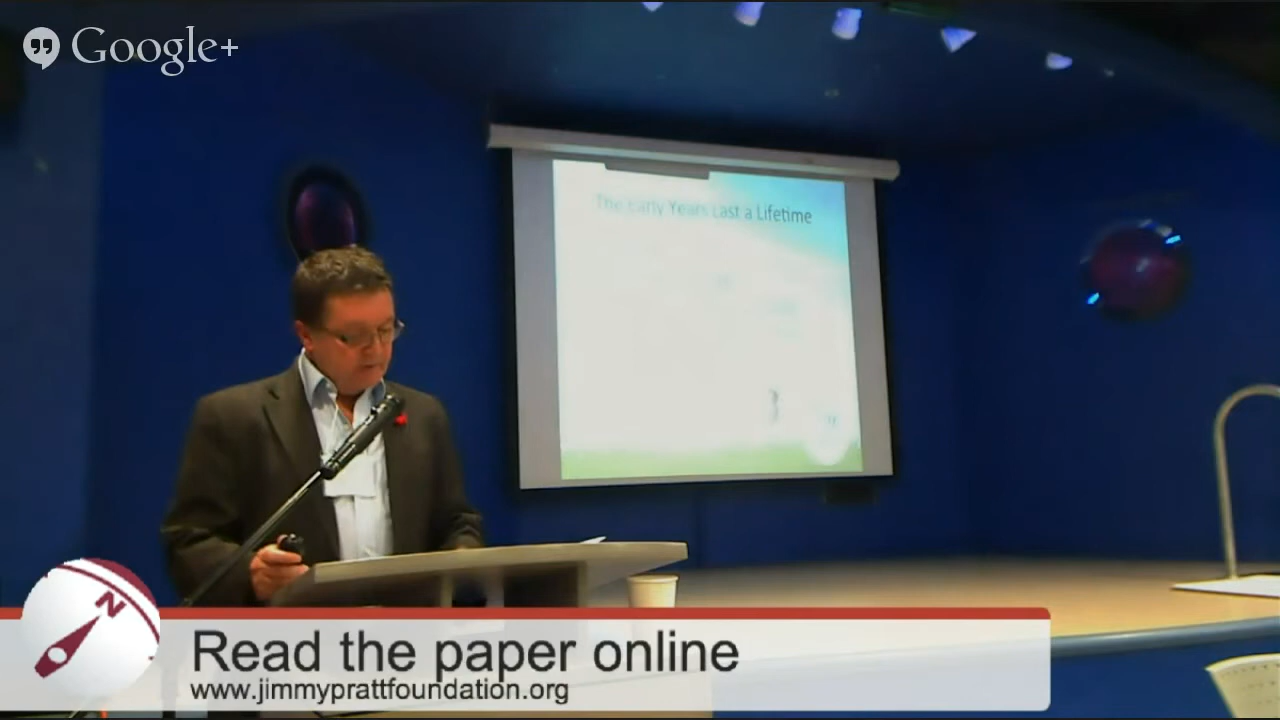 Google+
The Early Years Last a Lifetime
N
Read the paper online
www.jimmyprattfoundation.org